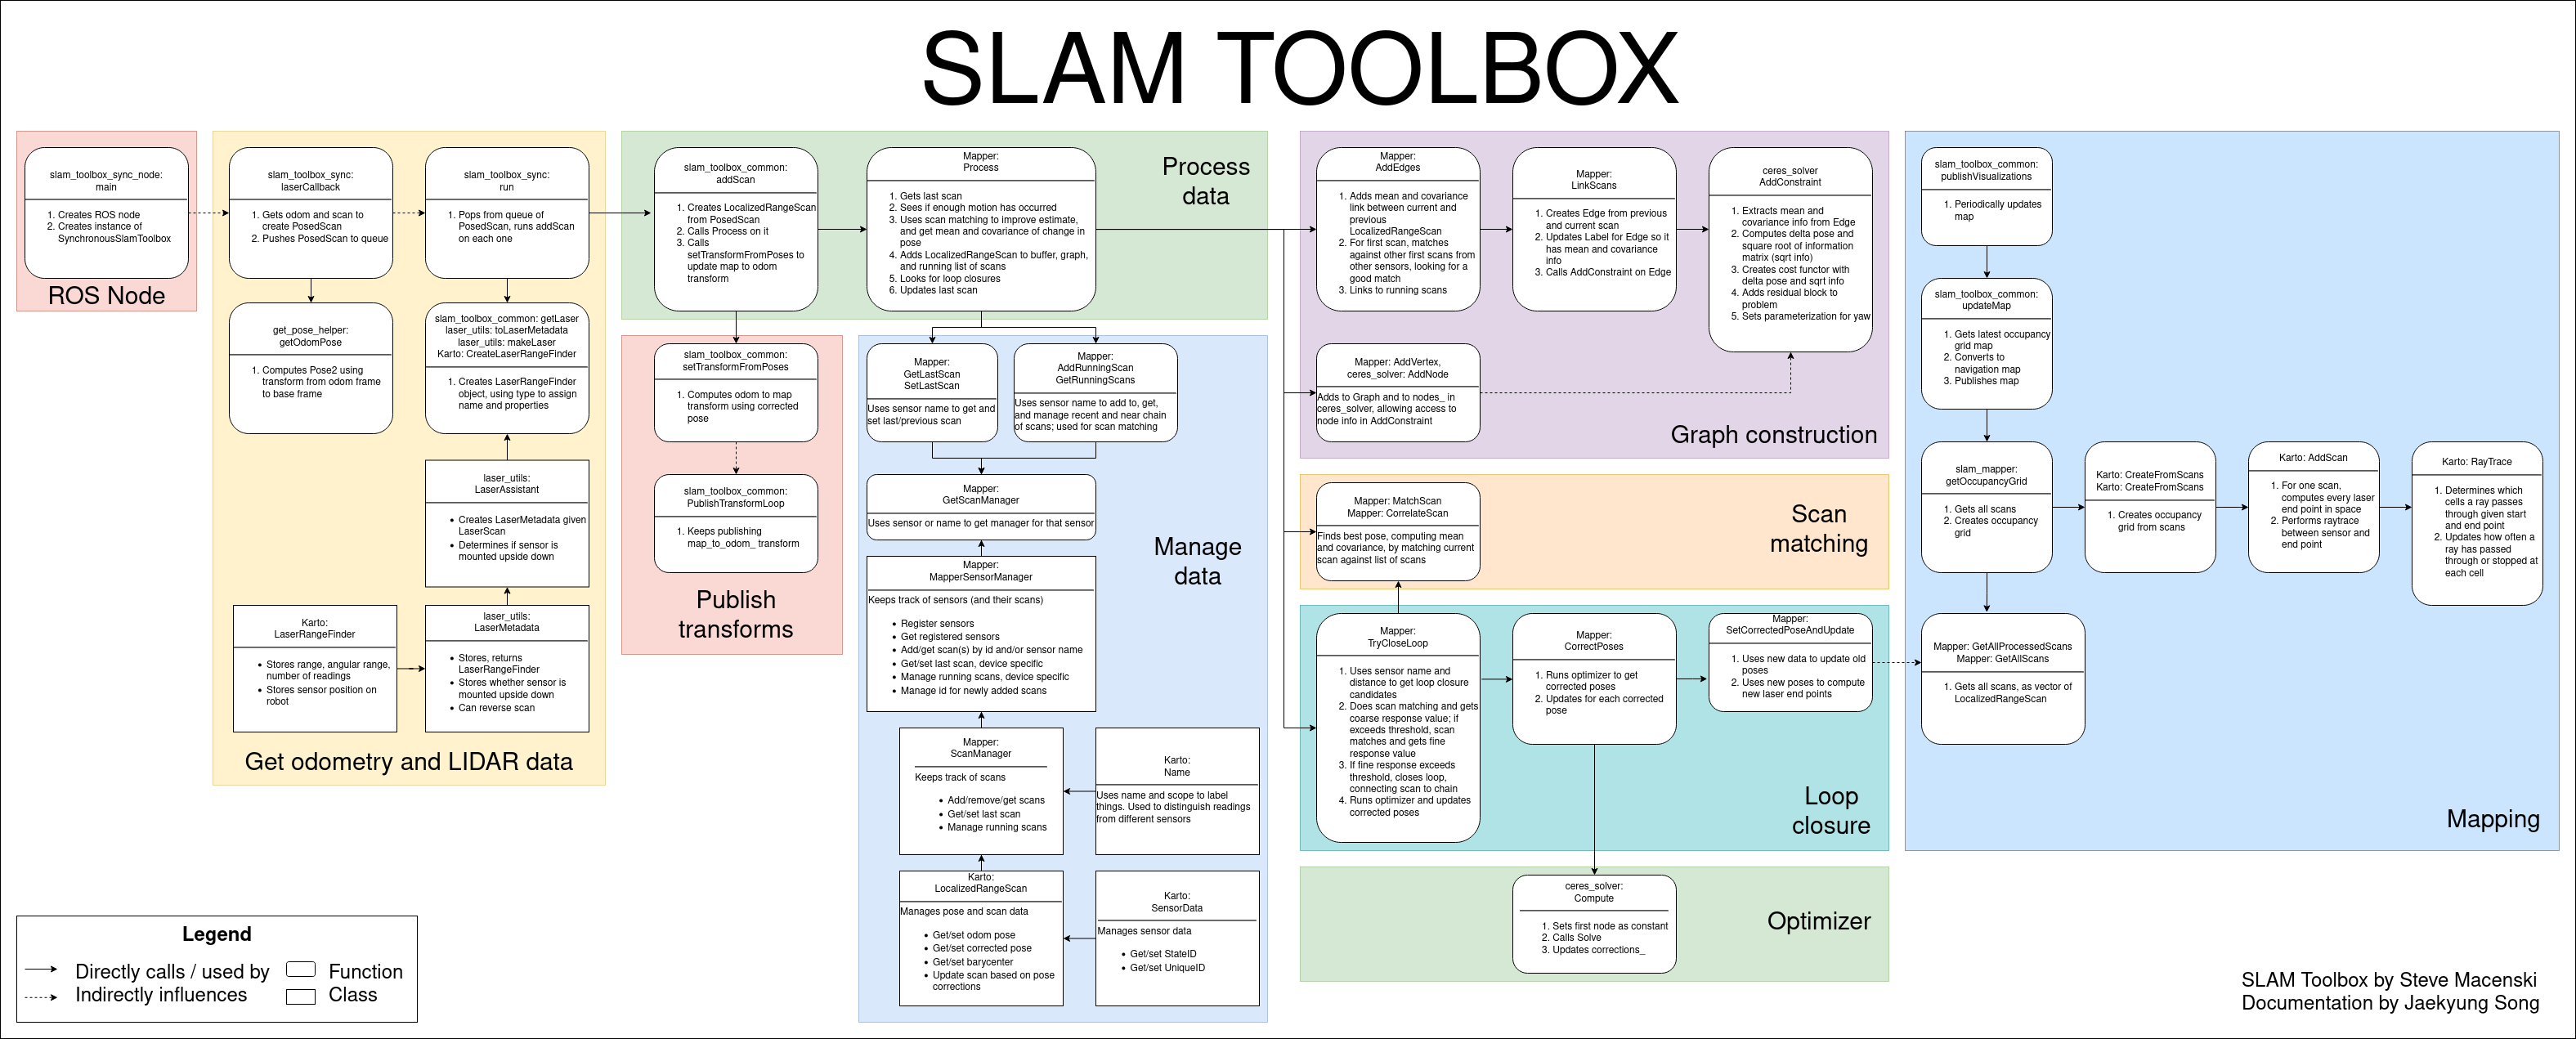 SLAM TOOLBOX
slam_toolbox_sync_node:
main
1. Creates ROS node
2. Creates instance of
SynchronousSlamToolbox
ROS Node
slam_toolbox_sync:
laserCallback
1. Gets odom and scan to
create PosedScan
2. Pushes PosedScan to queue
slam_toolbox_sync:
run
1. Pops from queue of
PosedScan, runs addScan
on each one
get_pose_helper:
getOdomPose
1. Computes Pose2 using
transform from odom frame
to base frame
slam_toolbox_common: getLaser
laser_utils: toLaserMetadata
laser_utils: makeLaser
Karto: CreateLaserRangeFinder
1. Creates LaserRangeFinder
object, using type to assign
name and properties
laser_utils:
LaserAssistant
• Creates LaserMetadata given
LaserScan
• Determines if sensor is
mounted upside down
Karto:
LaserRangeFinder
• Stores range, angular range,
number of readings
• Stores sensor position on
robot
laser_utils:
LaserMetadata
• Stores, returns
LaserRangeFinder
• Stores whether sensor is
mounted upside down
• Can reverse scan
Get odometry and LIDAR data
slam_toolbox_common:
addScan
1. Creates LocalizedRangeScan
from PosedScan
2. Calls Process on it
3. Calls
setTransformFromPoses to
update map to odom
transform
Mapper:
Process
1. Gets last scan
2. Sees if enough motion has occurred
3. Uses scan matching to improve estimate,
and get mean and covariance of change in
pose
4. Adds LocalizedRangeScan to buffer, graph,
and running list of scans
5. Looks for loop closures
6. Updates last scan
Process
data
slam_toolbox_common:
setTransformFromPoses
1. Computes odom to map
transform using corrected
pose
slam_toolbox_common:
PublishTransformLoop
1. Keeps publishing
map_to_odom_ transform
Publish
transforms
Mapper:
GetLastScan
SetLastScan
Uses sensor name to get and
set last/previous scan
Mapper:
AddRunningScan
GetRunningScans
Uses sensor name to add to, get,
and manage recent and near chain
of scans; used for scan matching
Mapper:
GetScanManager
Uses sensor or name to get manager for that sensor
Mapper:
MapperSensorManager
Keeps track of sensors (and their scans)
• Register sensors
• Get registered sensors
• Add/get scan(s) by id and/or sensor name
• Get/set last scan, device specific
• Manage running scans, device specific
• Manage id for newly added scans
Manage
data
Mapper:
ScanManager
Keeps track of scans
• Add/remove/get scans
• Get/set last scan
• Manage running scans
Karto:
Name
Uses name and scope to label
things. Used to distinguish readings
from different sensors
Karto:
LocalizedRangeScan
Manages pose and scan data
• Get/set odom pose
• Get/set corrected pose
• Get/set barycenter
• Update scan based on pose
corrections
Karto:
SensorData
Manages sensor data
• Get/set StateID
• Get/set UniqueID
Mapper:
AddEdges
1. Adds mean and covariance
link between current and
previous
LocalizedRangeScan
2. For first scan, matches
against other first scans from
other sensors, looking for a
good match
3. Links to running scans
Mapper:
LinkScans
1. Creates Edge from previous
and current scan
2. Updates Label for Edge so it
has mean and covariance
info
3. Calls AddConstraint on Edge
ceres_solver
AddConstraint
1. Extracts mean and
covariance info from Edge
2. Computes delta pose and
square root of information
matrix (sqrt info)
3. Creates cost functor with
delta pose and sqrt info
4. Adds residual block to
problem
5. Sets parameterization for yaw
Mapper: AddVertex,
ceres_solver: AddNode
Adds to Graph and to nodes_ in
ceres_solver, allowing access to
node info in AddConstraint
Graph construction
Mapper: MatchScan
Mapper: CorrelateScan
Finds best pose, computing mean
and covariance, by matching current
scan against list of scans
Scan
matching
Mapper:
TryCloseLoop
1. Uses sensor name and
distance to get loop closure
candidates
2. Does scan matching and gets
coarse response value; if
exceeds threshold, scan
matches and gets fine
response value
3. If fine response exceeds
threshold, closes loop,
connecting scan to chain
4. Runs optimizer and updates
corrected poses
Mapper:
CorrectPoses
1. Runs optimizer to get
corrected poses
2. Updates for each corrected
pose
Mapper:
SetCorrectedPoseAndUpdate
1. Uses new data to update old
poses
2. Uses new poses to compute
new laser end points
Loop
closure
ceres_solver:
Compute
1. Sets first node as constant
2. Calls Solve
3. Updates corrections_
Optimizer
slam_toolbox_common:
publishVisualizations
1. Periodically updates
map
slam_toolbox_common:
updateMap
1. Gets latest occupancy
grid map
2. Converts to
navigation map
3. Publishes map
slam_mapper:
getOccupancyGrid
1. Gets all scans
2. Creates occupancy
grid
Karto: CreateFromScans
Karto: CreateFromScans
1. Creates occupancy
grid from scans
Karto: AddScan
1. For one scan,
computes every laser
end point in space
2. Performs raytrace
between sensor and
end point
Karto: RayTrace
1. Determines which
cells a ray passes
through given start
and end point
2. Updates how often a
ray has passed
through or stopped at
each cell
Mapper: GetAllProcessedScans
Mapper: GetAllScans
1. Gets all scans, as vector of
LocalizedRangeScan
Mapping
Legend
Directly calls / used by
Indirectly influences
Function
Class
SLAM Toolbox by Steve Macenski
Documentation by Jaekyung Song